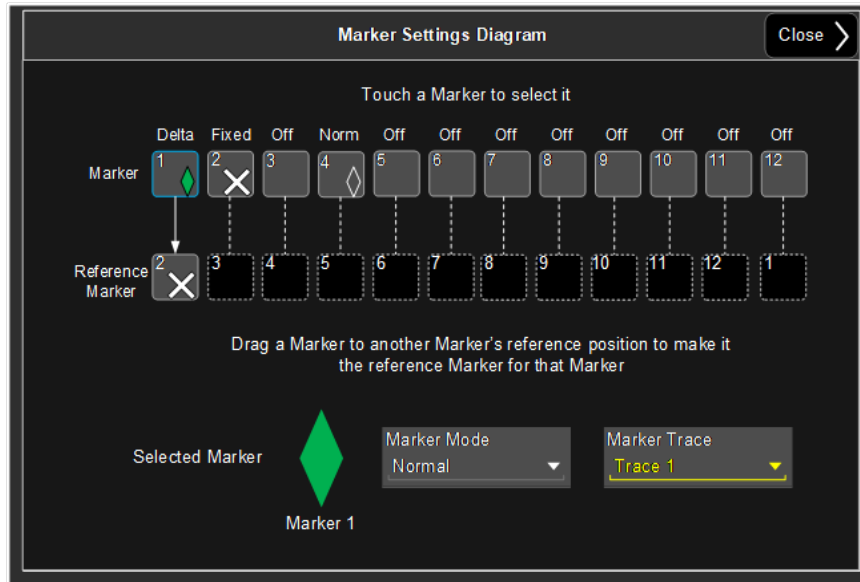 Marker Settings Diagram
Close
Touch a Marker to select it
Delta Fixed Off Norm Off Off Off Off Off Off Off Off
Marker 1 2 3 4 5 6 7 8 9 10 11 12
Reference Marker 2 3 4 5 6 7 8 9 10 11 12 1
Drag a Marker to another Marker's reference position to make it
the reference Marker for that Marker
Selected Marker
Marker 1
Marker Mode
Normal
Marker Trace
Trace 1